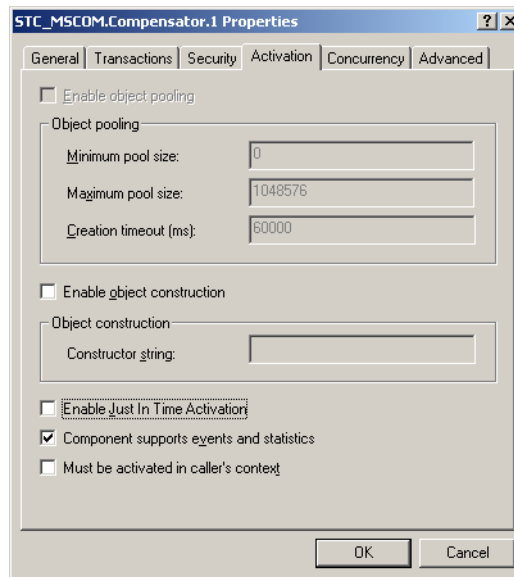 STC_MSCOM.Compensator.1 Properties
General Transactions Security Activation Concurrency Advanced
Enable object pooling
Object pooling
Minimum pool size: 0
Maximum pool size: 1048576
Creation timeout (ms): 60000
Enable object construction
Object construction
Constructor string:
Enable Just In Time Activation
Component supports events and statistics
Must be activated in caller's context
OK Cancel